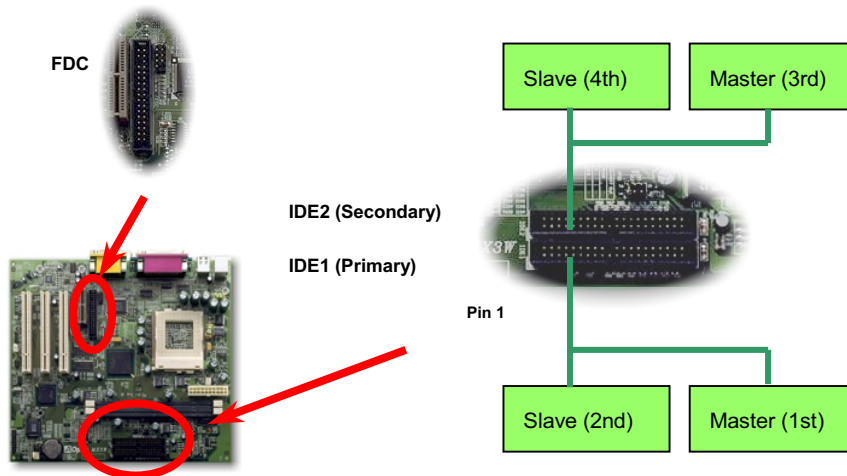 FDC
Slave (4th)
Master (3rd)
IDE2 (Secondary)
IDE1 (Primary)
Pin 1
Slave (2nd)
Master (1st)